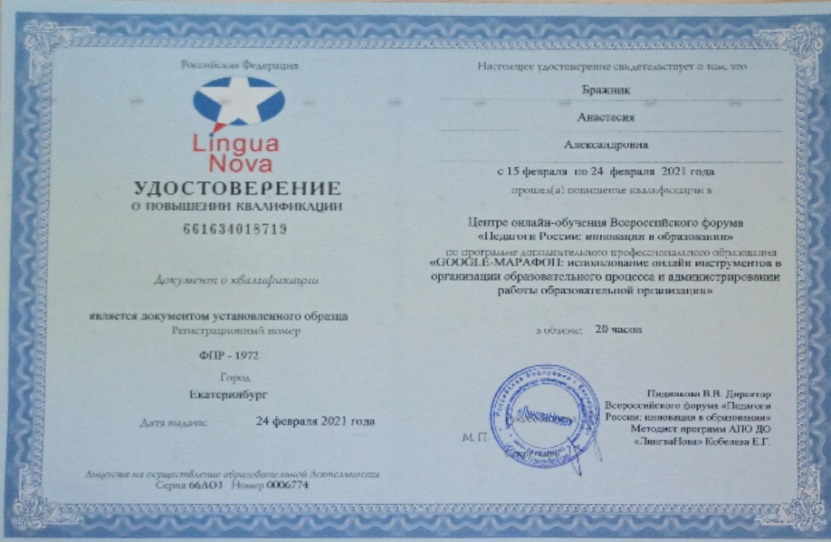 Российская Федерация
Lingua
Nova
УДОСТОВЕРЕНИЕ
О ПОВЫШЕНИИ КВАЛИФИКАЦИИ
661634018719
Документ о квалификации
является документом установленного образца
Регистрационный номер
ФПР - 1972
Город
Екатеринбург
Дата выдачи:
24 февраля 2021 года
Лицензия на осуществление образовательной деятельности
Серия 66Л01 Номер 0006774
Настоящее удостоверение свидетельствует о том, что
Бражник
Анастасия
Александровна
с 15 февраля по 24 февраля 2021 года
прошел(а) повышение квалификации в
Центре онлайн-обучения Всероссийского форума
«Педагоги России: инновации в образовании»
по программе дополнительного профессионального образования
«GOOGLE-МАРАФОН: использование онлайн инструментов в
организации образовательного процесса и администрировании
работы образовательной организации»
в объеме: 20 часов
В.В. Директор
Всероссийского форума «Педагоги
России: инновации в образовании»
Методист программ АНО ДО
«ЛингваНова» Кобелева Е.Г.
М. П.
«ЛингваНова»